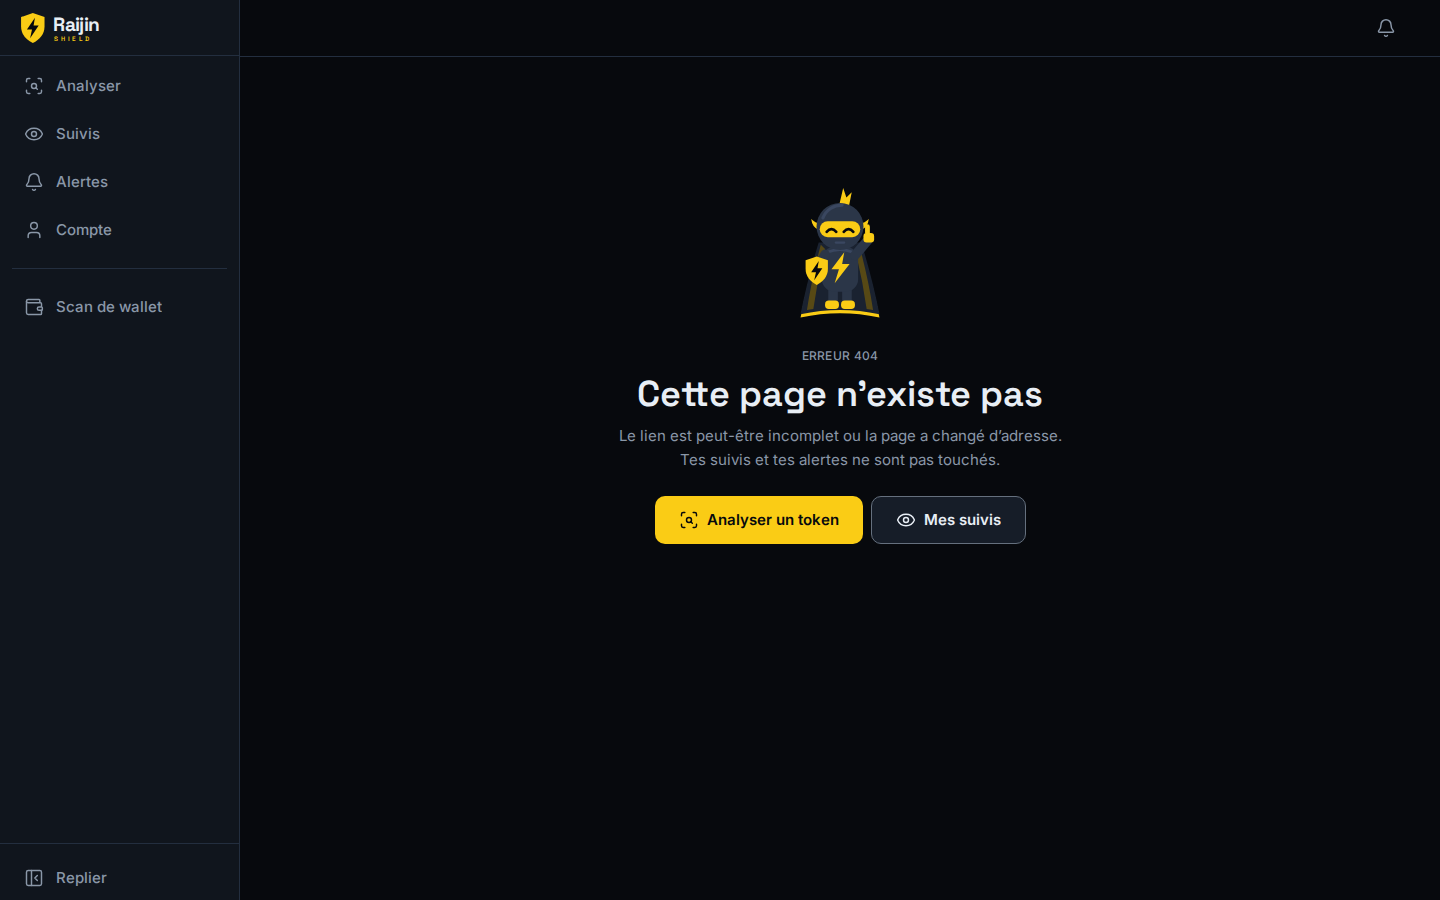 Raijin
SHIELD
Analyser
Suivis
Alertes
Compte
Scan de wallet
ERREUR 404
Cette page n’existe pas
Le lien est peut-être incomplet ou la page a changé d’adresse.
Tes suivis et tes alertes ne sont pas touchés.
Analyser un token
Mes suivis
Replier